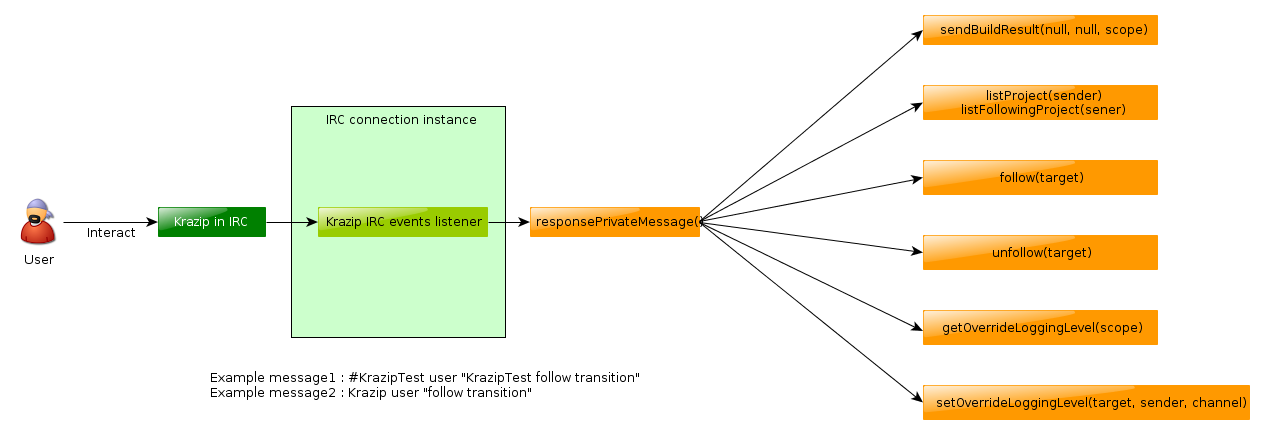 sendBuildResult(null, null, scope)
listProject(sender)
listFollowingProject(sener)
IRC connection instance
follow(target)
Krazip in IRC
Krazip IRC events listener
responsePrivateMessage()
Interact
User
unfollow(target)
getOverrideLoggingLevel(scope)
Example message1 : #KrazipTest user "KrazipTest follow transition"
Example message2 : Krazip user "follow transition"
setOverrideLoggingLevel(target, sender, channel)